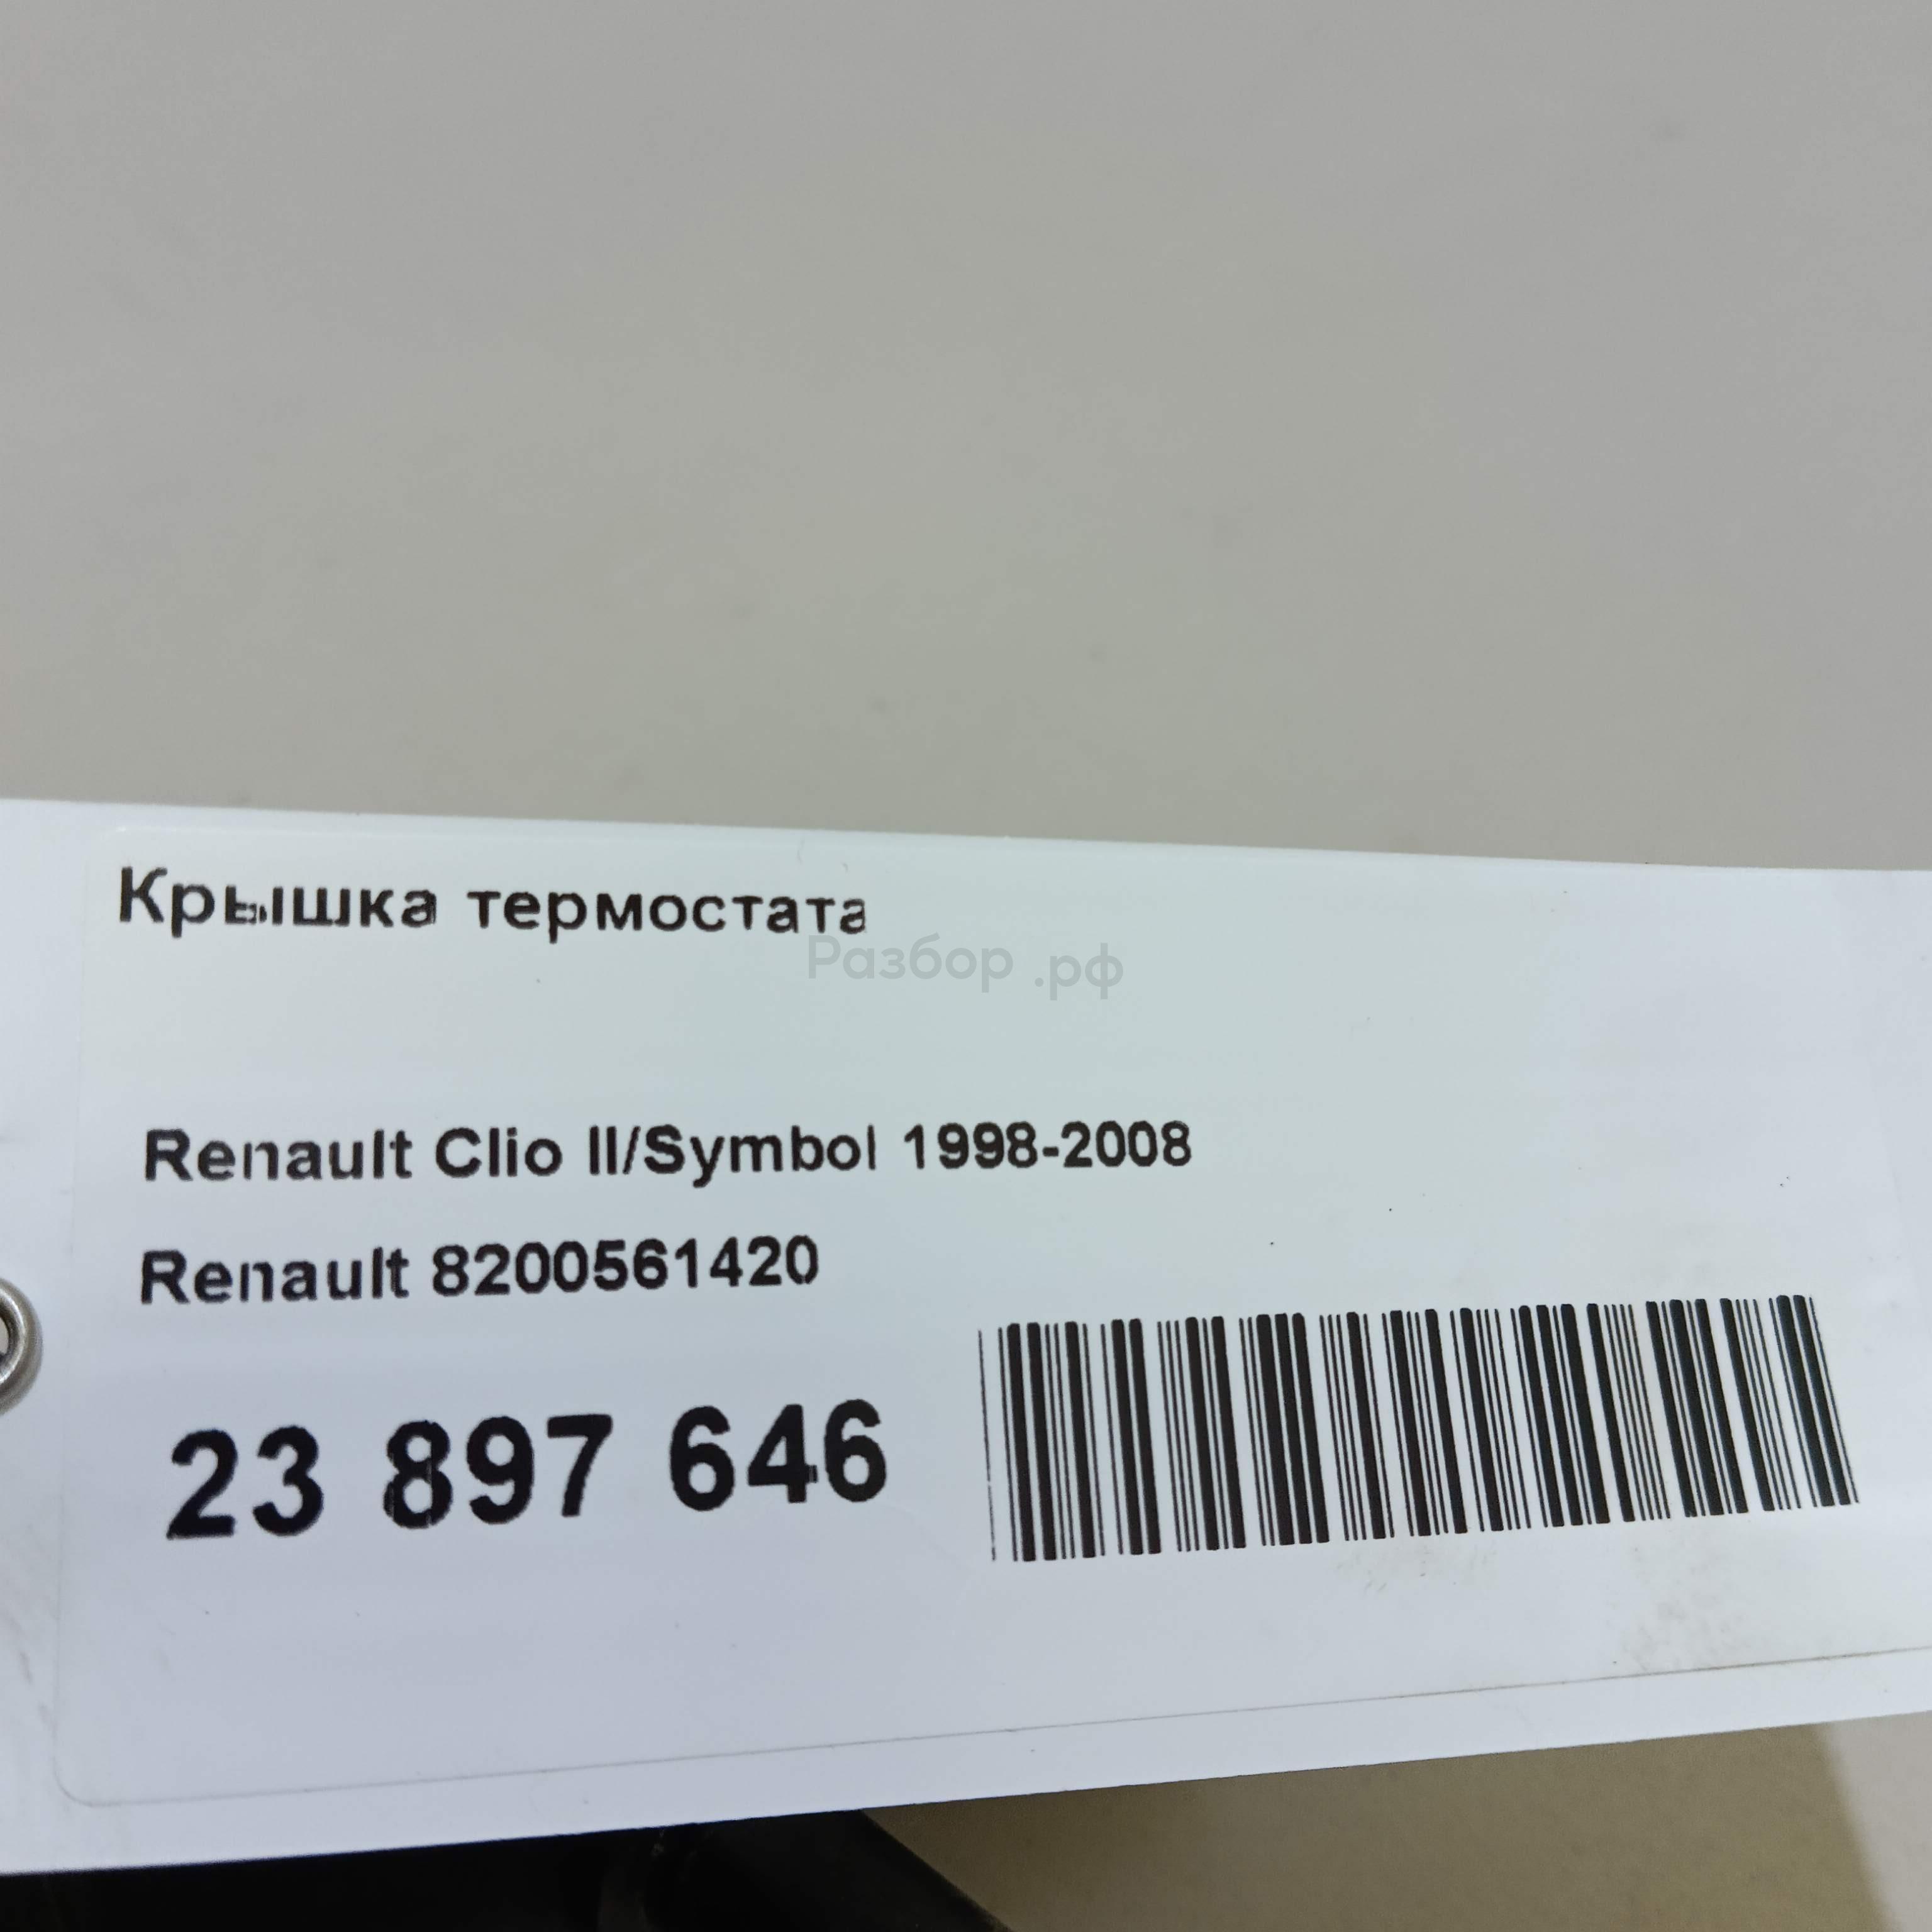 Крышка термостата
Разбор .рф
Renault Clio II/Symbol 1998-2008
Renault 8200561420
23 897 646